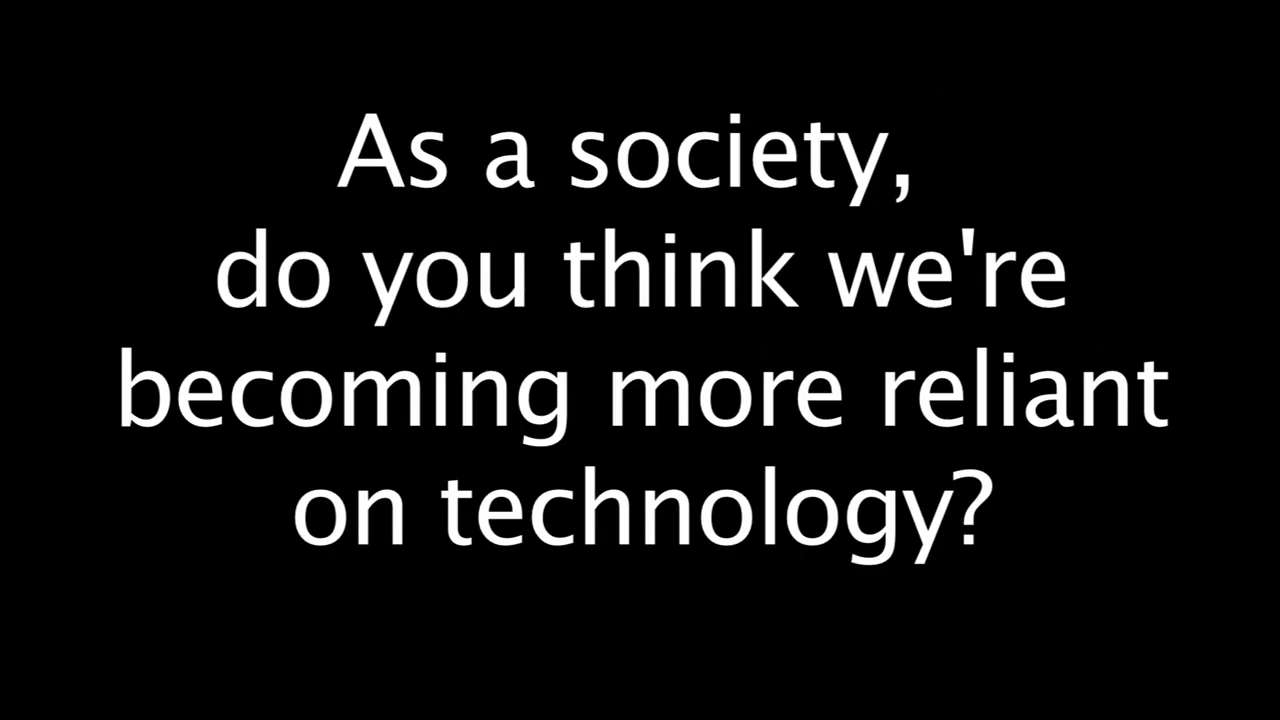 As a society,
do you think we're
becoming more reliant
on technology?